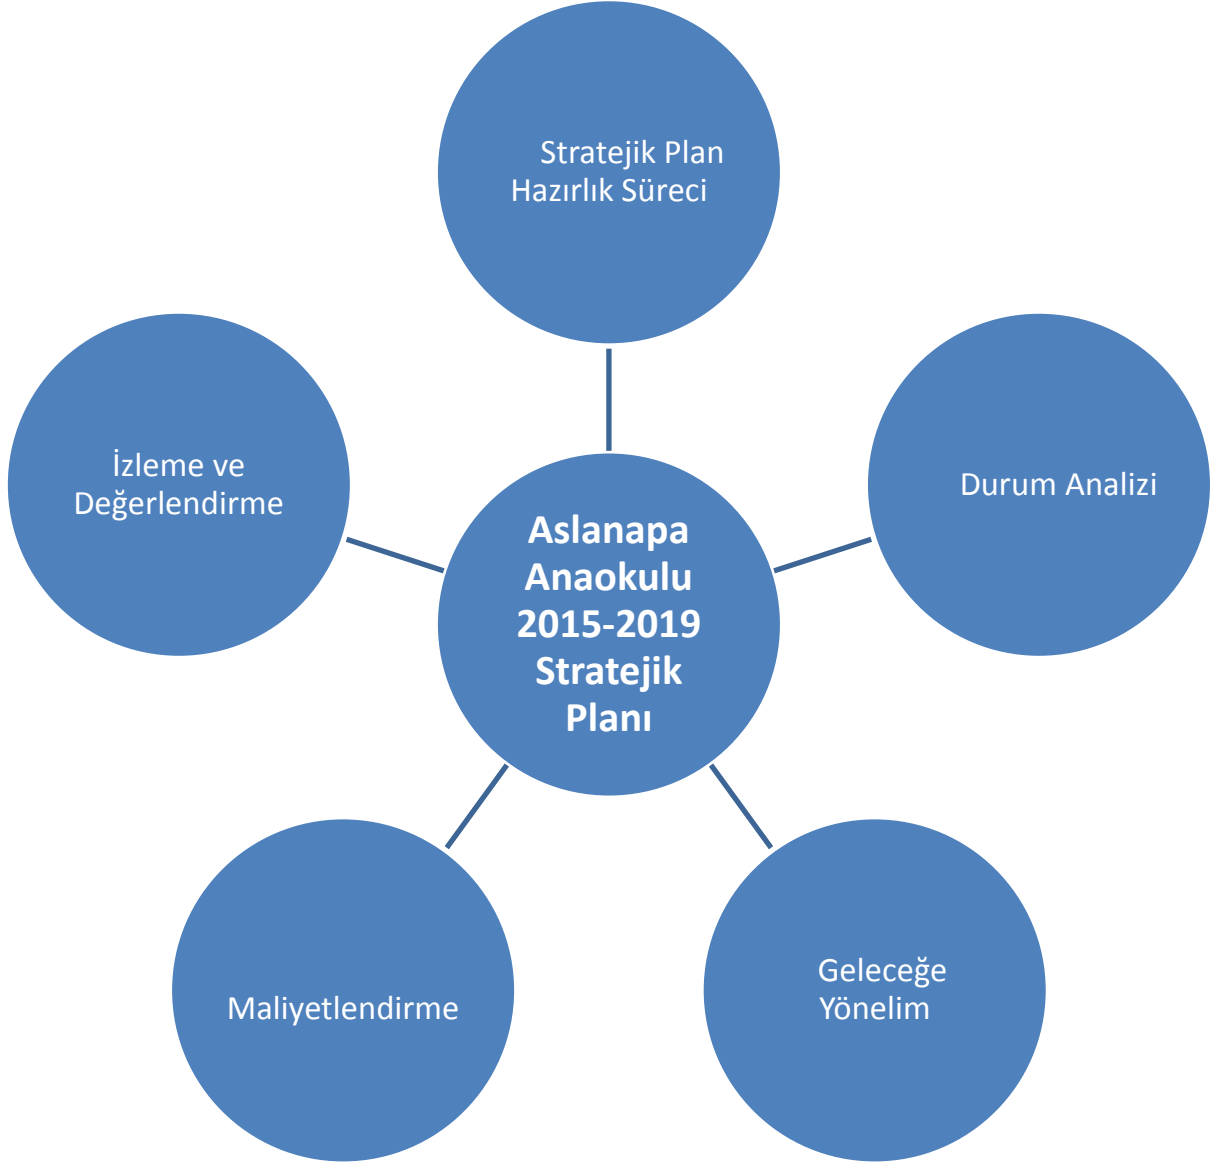 Stratejik Plan
Hazırlık Süreci
İzleme ve
Değerlendirme
Durum Analizi
Aslanapa
Anaokulu
2015-2019
Stratejik
Planı
Maliyetlendirme
Geleceğe
Yönelim